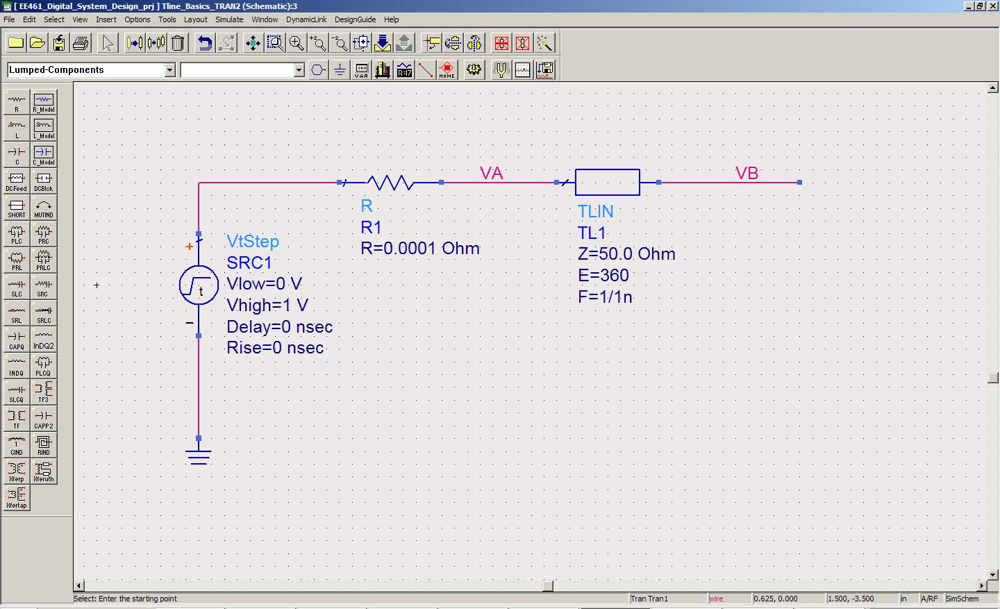 [ EE461_Digital_System_Design_prj ] Tline_Basics_TRAN2 (Schematic):3
File Edit Select View Insert Options Tools Layout Simulate Window DynamicLink DesignGuide Help
Lumped-Components
VAR
R=17
NAME
R R_Model
L L_Model
C C_Model
DCFeed DCBlck
SHORT MUTIND
PLC PRC
PRL PRLC
SLC SRC
SRL SRLC
CAPQ InDQ2
INDQ PLCQ
SLCQ TF3
TF CAPP2
CIND RIND
Xferp Xferuth
Xfertap
VA
VB
R
R1
R=0.0001 Ohm
TLIN
TL1
Z=50.0 Ohm
E=360
F=1/1n
+
t
−
VtStep
SRC1
Vlow=0 V
Vhigh=1 V
Delay=0 nsec
Rise=0 nsec
Select: Enter the starting point
Tran Tran1
wire
0.625, 0.000
1.500, -3.500
in
A/RF
SimSchem